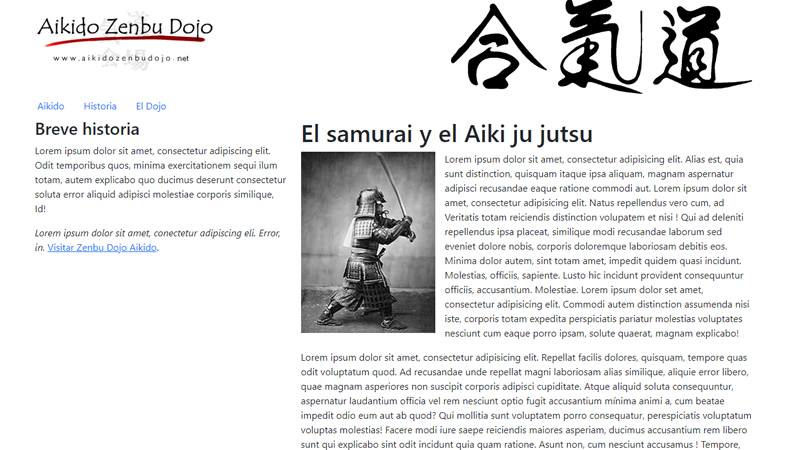 Aikido Zenbu Dojo
www.aikidozenbudojo.net
合氣道
Aikido Historia El Dojo
Breve historia
Lorem ipsum dolor sit amet, consectetur adipiscing elit.
Odit temporibus quos, minima exercitationem sequi ilum
totam, autem explicabo quo ducimus deserunt consectetur
soluta error aliquid adipisci molestiae corporis similique,
Id!
Lorem ipsum dolor sit amet, conectetur adipiscing eli. Error,
in. Visitar Zenbu Dojo Aikido.
El samurai y el Aiki ju jutsu
Lorem ipsum dolor sit amet, consectetur adipisicing elit. Alias est, quia
sunt distinction, quisquam itaque ipsa aliquam, magnam aspernatur
adipisci recusandae eaque ratione commodi aut. Lorem ipsum dolor sit
amet, consectetur adipisicing elit. Natus repellendus vero cum, ad
Veritatis totam reiciendis distinction volupatem et nisi ! Qui ad deleniti
repellendus ipsa placeat, similique modi recusandae laborum sed
eveniet dolore nobis, corporis doloremque laboriosam debitis eos.
Minima dolor autem, sint totam amet, impedit quidem quasi incidunt.
Molestias, officiis, sapiente. Lusto hic incidunt provident consequuntur
officiis, accusantium. Molestiae. Lorem ipsum dolor sit amet,
consectetur adipisicing elit. Commodi autem distinction assumenda nisi
iste, corporis totam expedita perspiciatis pariatur molestias voluptates
nesciunt cum eaque porro ipsam, solute quaerat, magnam explicabo!
Lorem ipsum dolor sit amet, consectetur adipisicing elit. Repellat facilis dolores, quisquam, tempore quas
odit voluptatum quod. Ad recusandae unde repellat magni laboriosam alias similique, aliquie error libero,
quae magnam asperiores non suscipit corporis adipisci cupiditate. Atque aliquid soluta consequuntur,
aspernatur laudantium officia vel rem nesciunt optio fugit accusantium mínima animi a, cum beatae
impedit odio eum aut ab quod? Qui mollitia sunt voluptatem porro consequatur, perespiciatis voluptatum
voluptas molestias! Facere modi iure saepe reiciendis maiores asperiam, ducimus accusantium rem libero
sunt qui explicabo sint odit incidunt quia quam ratione. Asunt non, cum nesciunt accusamus ! Tempore,